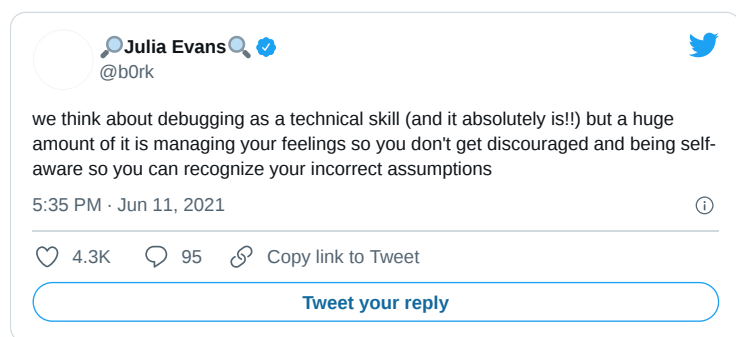 🔎Julia Evans🔍
@b0rk
we think about debugging as a technical skill (and it absolutely is!!) but a huge
amount of it is managing your feelings so you don't get discouraged and being self-
aware so you can recognize your incorrect assumptions
5:35 PM · Jun 11, 2021
4.3K 95 Copy link to Tweet
Tweet your reply